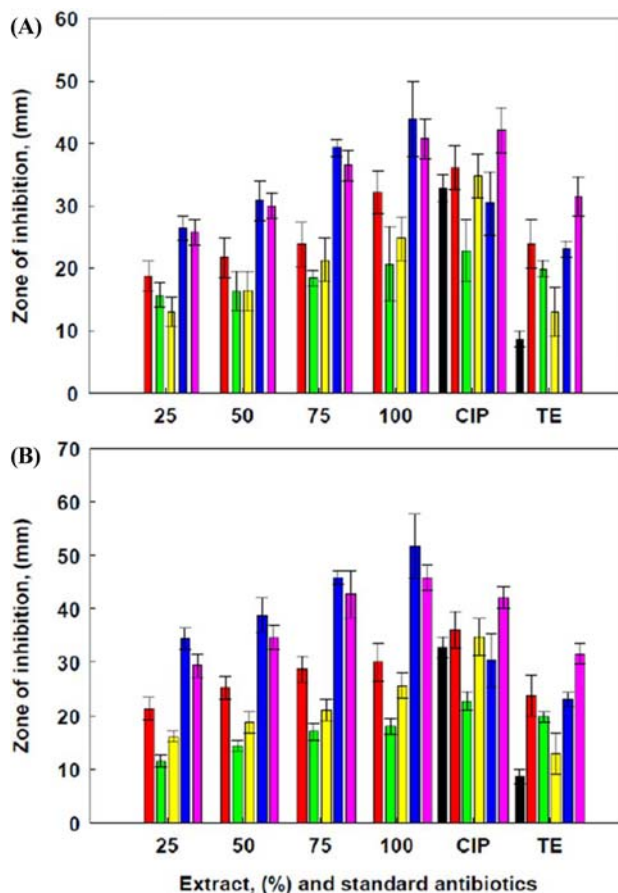 (A)
Zone of inhibition, (mm)
60
50
40
30
20
10
0
25 50 75 100 CIP TE
(B)
Zone of inhibition, (mm)
70
60
50
40
30
20
10
0
25 50 75 100 CIP TE
Extract, (%) and standard antibiotics